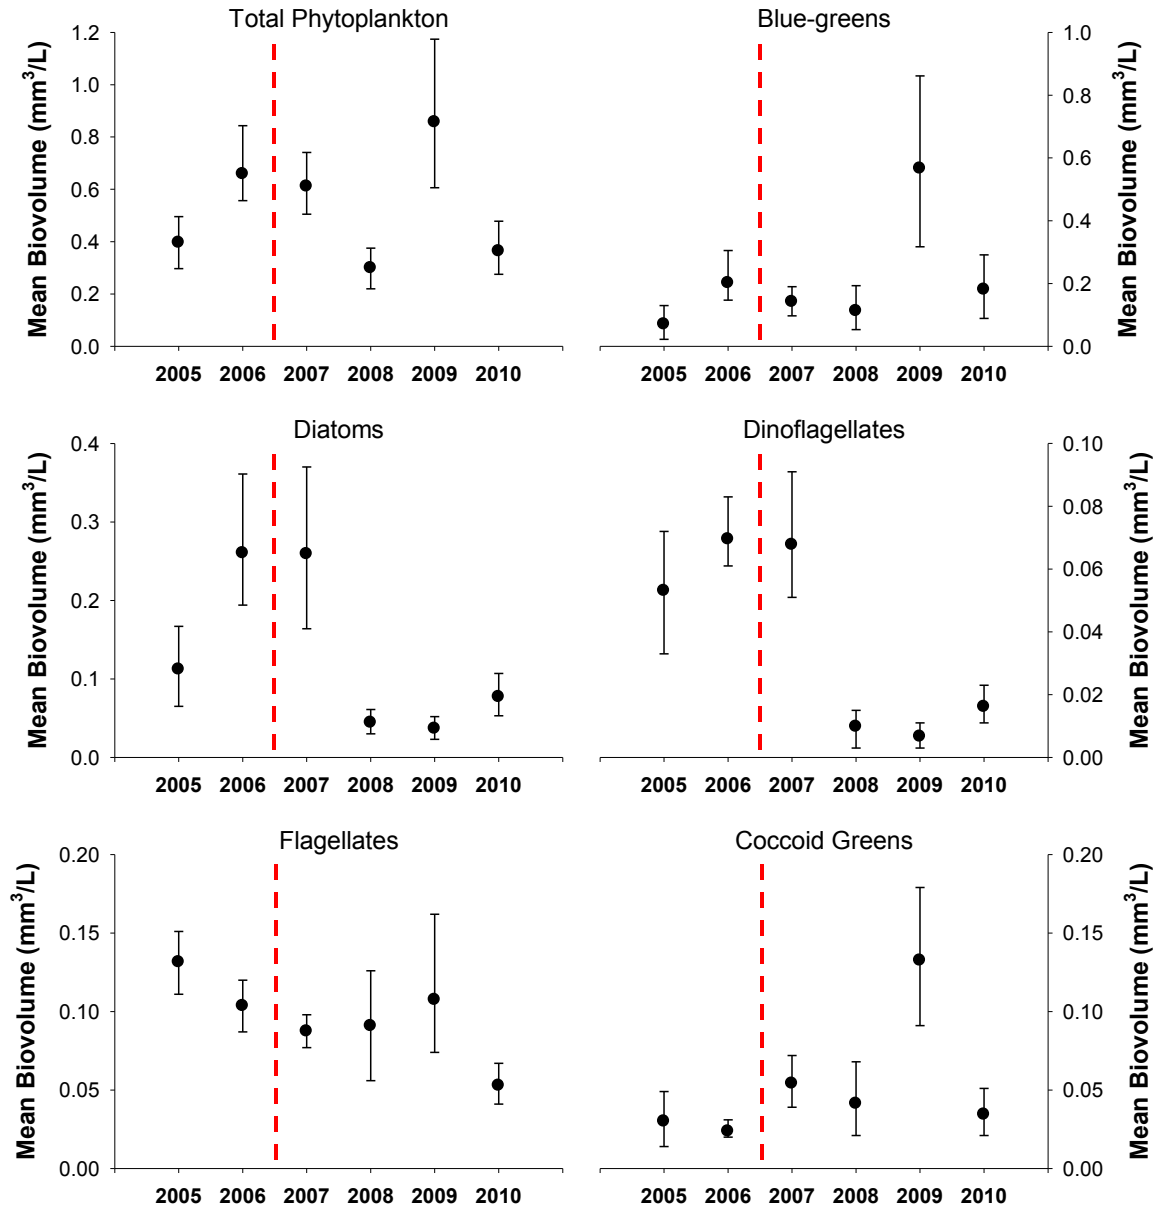 Total Phytoplankton
Mean Biovolume (mm³/L)
1.2
1.0
0.8
0.6
0.4
0.2
0.0
2005 2006 2007 2008 2009 2010
Blue-greens
1.0
0.8
0.6
0.4
0.2
0.0
Mean Biovolume (mm³/L)
2005 2006 2007 2008 2009 2010
Diatoms
Mean Biovolume (mm³/L)
0.4
0.3
0.2
0.1
0.0
2005 2006 2007 2008 2009 2010
Dinoflagellates
0.10
0.08
0.06
0.04
0.02
0.00
Mean Biovolume (mm³/L)
2005 2006 2007 2008 2009 2010
Flagellates
Mean Biovolume (mm³/L)
0.20
0.15
0.10
0.05
0.00
2005 2006 2007 2008 2009 2010
Coccoid Greens
0.20
0.15
0.10
0.05
0.00
Mean Biovolume (mm³/L)
2005 2006 2007 2008 2009 2010